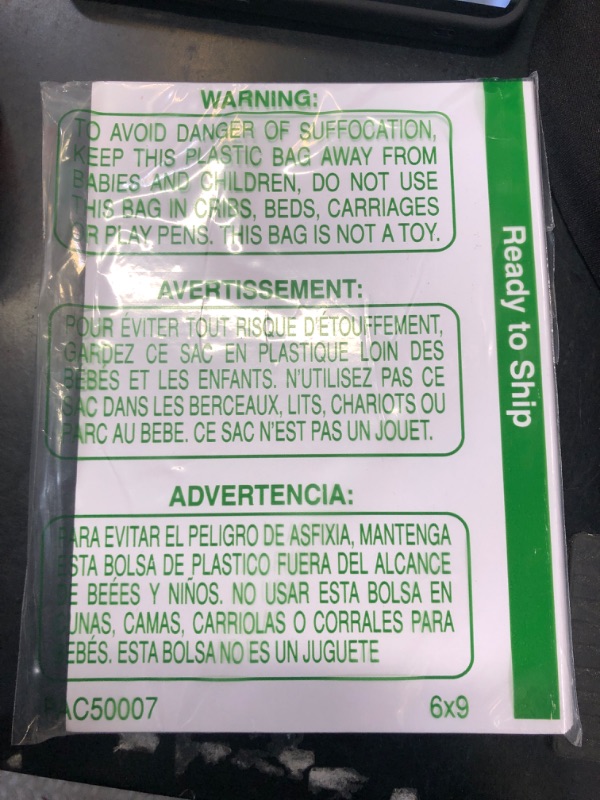 WARNING:
TO AVOID DANGER OF SUFFOCATION,
KEEP THIS PLASTIC BAG AWAY FROM
BABIES AND CHILDREN, DO NOT USE
THIS BAG IN CRIBS, BEDS, CARRIAGES
OR PLAY PENS. THIS BAG IS NOT A TOY.
AVERTISSEMENT:
POUR ÉVITER TOUT RISQUE D'ÉTOUFFEMENT,
GARDEZ CE SAC EN PLASTIQUE LOIN DES
BÉBÉS ET LES ENFANTS. N'UTILISEZ PAS CE
SAC DANS LES BERCEAUX, LITS, CHARIOTS OU
PARC AU BEBE. CE SAC N'EST PAS UN JOUET.
ADVERTENCIA:
PARA EVITAR EL PELIGRO DE ASFIXIA, MANTENGA
ESTA BOLSA DE PLASTICO FUERA DEL ALCANCE
DE BEÉES Y NIÑOS. NO USAR ESTA BOLSA EN
CUNAS, CAMAS, CARRIOLAS O CORRALES PARA
BEBÉS. ESTA BOLSA NO ES UN JUGUETE
PAC50007
6x9
Ready to Ship